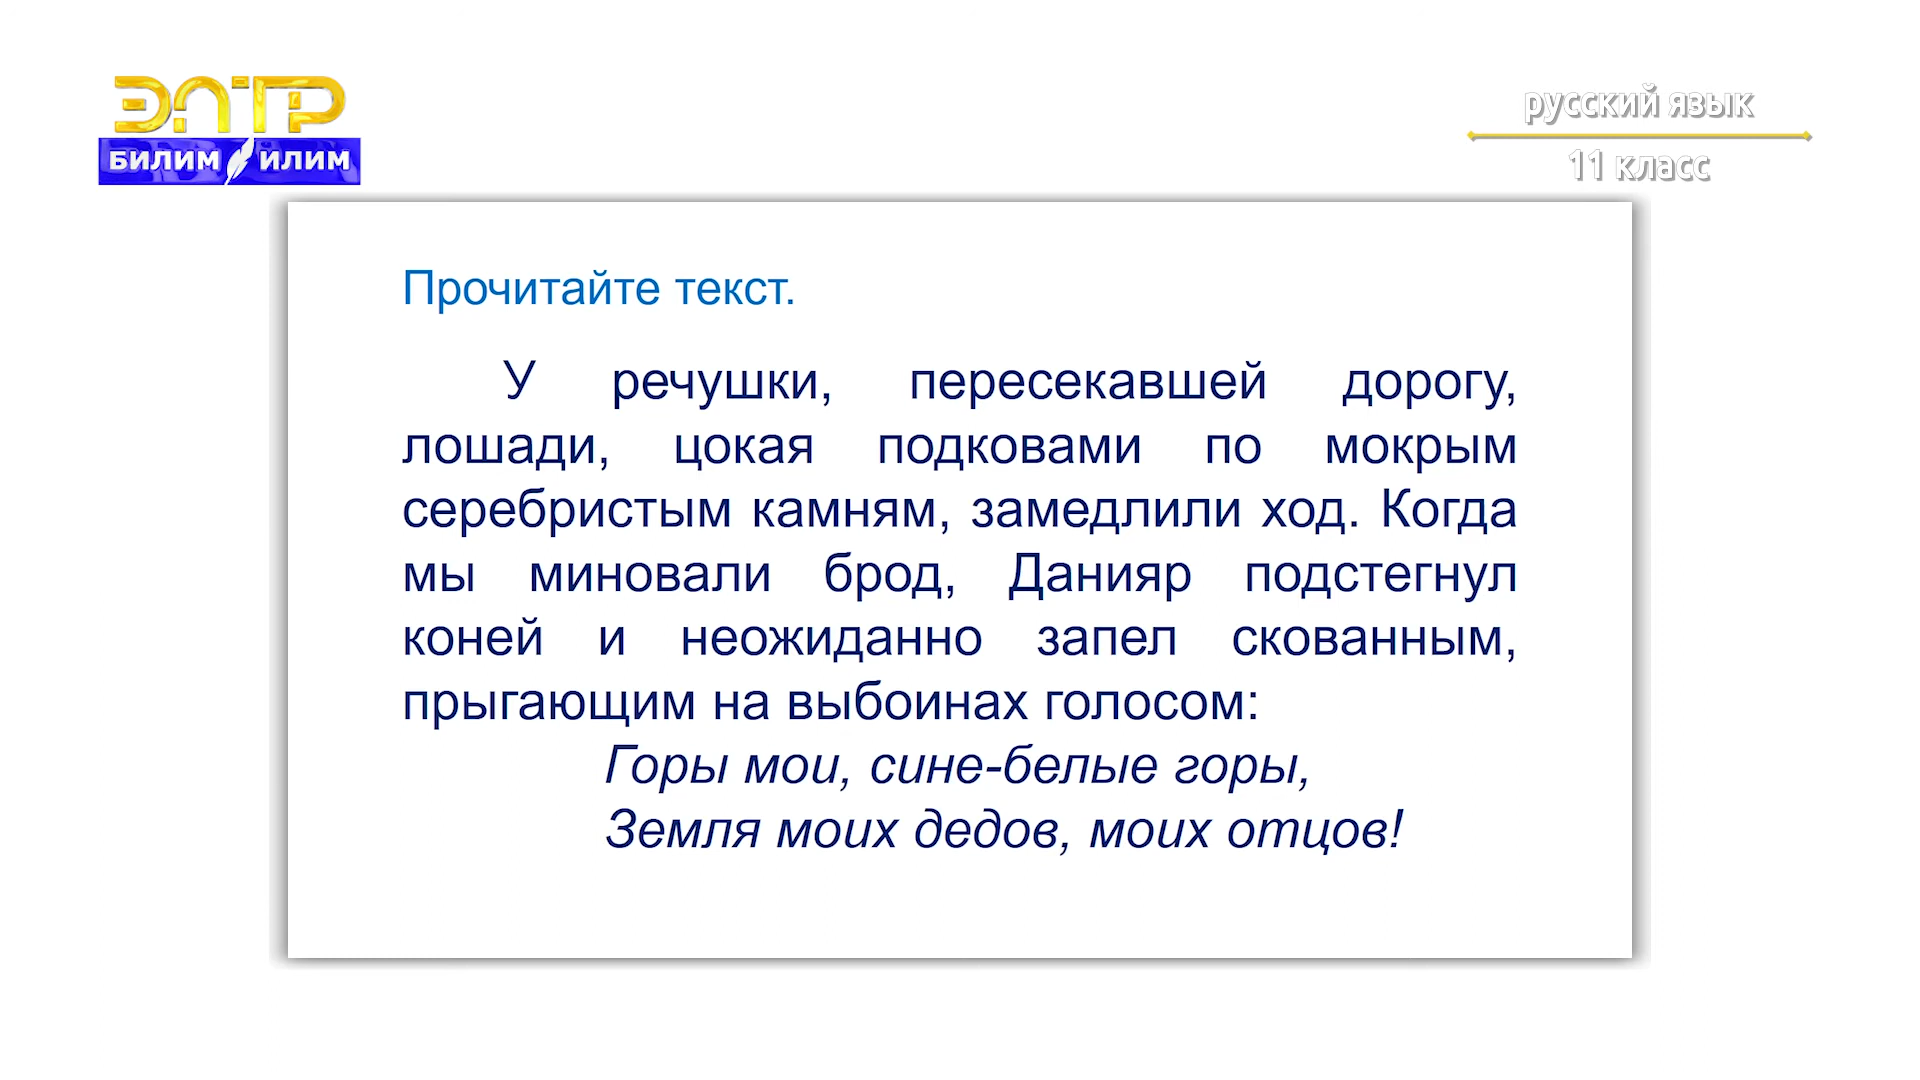 ЭЛТР
БИЛИМ ИЛИМ
русский язык
11 класс
Прочитайте текст.
У речушки, пересекавшей дорогу,
лошади, цокая подковами по мокрым
серебристым камням, замедлили ход. Когда
мы миновали брод, Данияр подстегнул
коней и неожиданно запел скованным,
прыгающим на выбоинах голосом:
Горы мои, сине-белые горы,
Земля моих дедов, моих отцов!